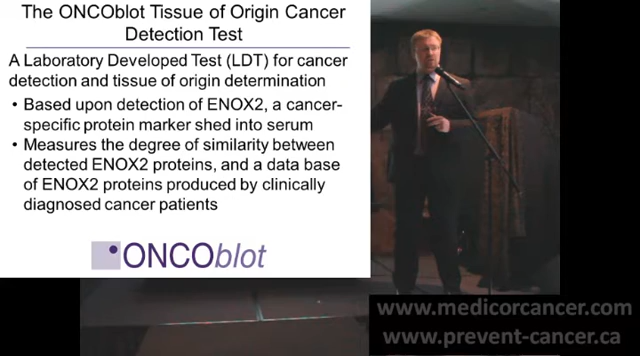 The ONCOblot Tissue of Origin Cancer
Detection Test
A Laboratory Developed Test (LDT) for cancer
detection and tissue of origin determination
• Based upon detection of ENOX2, a cancer-
specific protein marker shed into serum
• Measures the degree of similarity between
detected ENOX2 proteins, and a data base
of ENOX2 proteins produced by clinically
diagnosed cancer patients
ONCOblot
www.medicorcancer.com
www.prevent-cancer.ca